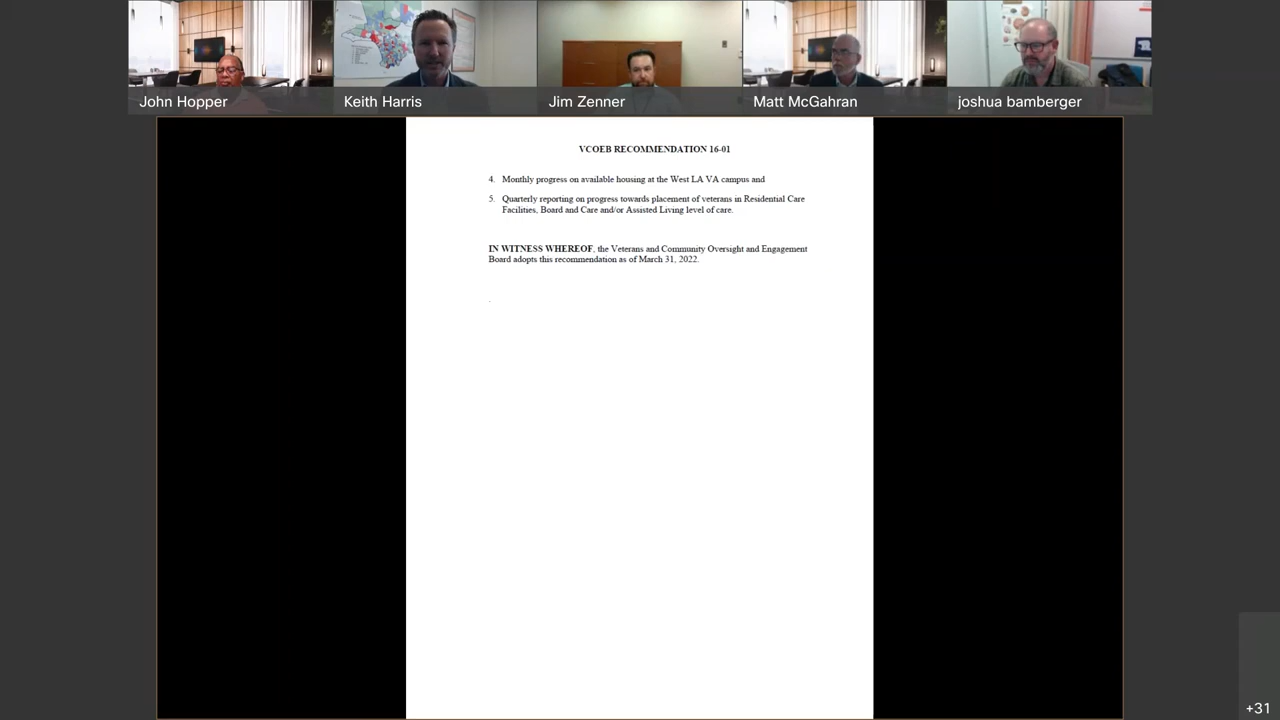 John Hopper
Keith Harris
Jim Zenner
Matt McGahran
joshua bamberger
VCOEB RECOMMENDATION 16-01
4. Monthly progress on available housing at the West LA VA campus and
5. Quarterly reporting on progress towards placement of veterans in Residential Care
Facilities, Board and Care and/or Assisted Living level of care.
IN WITNESS WHEREOF, the Veterans and Community Oversight and Engagement
Board adopts this recommendation as of March 31, 2022.
.
+31